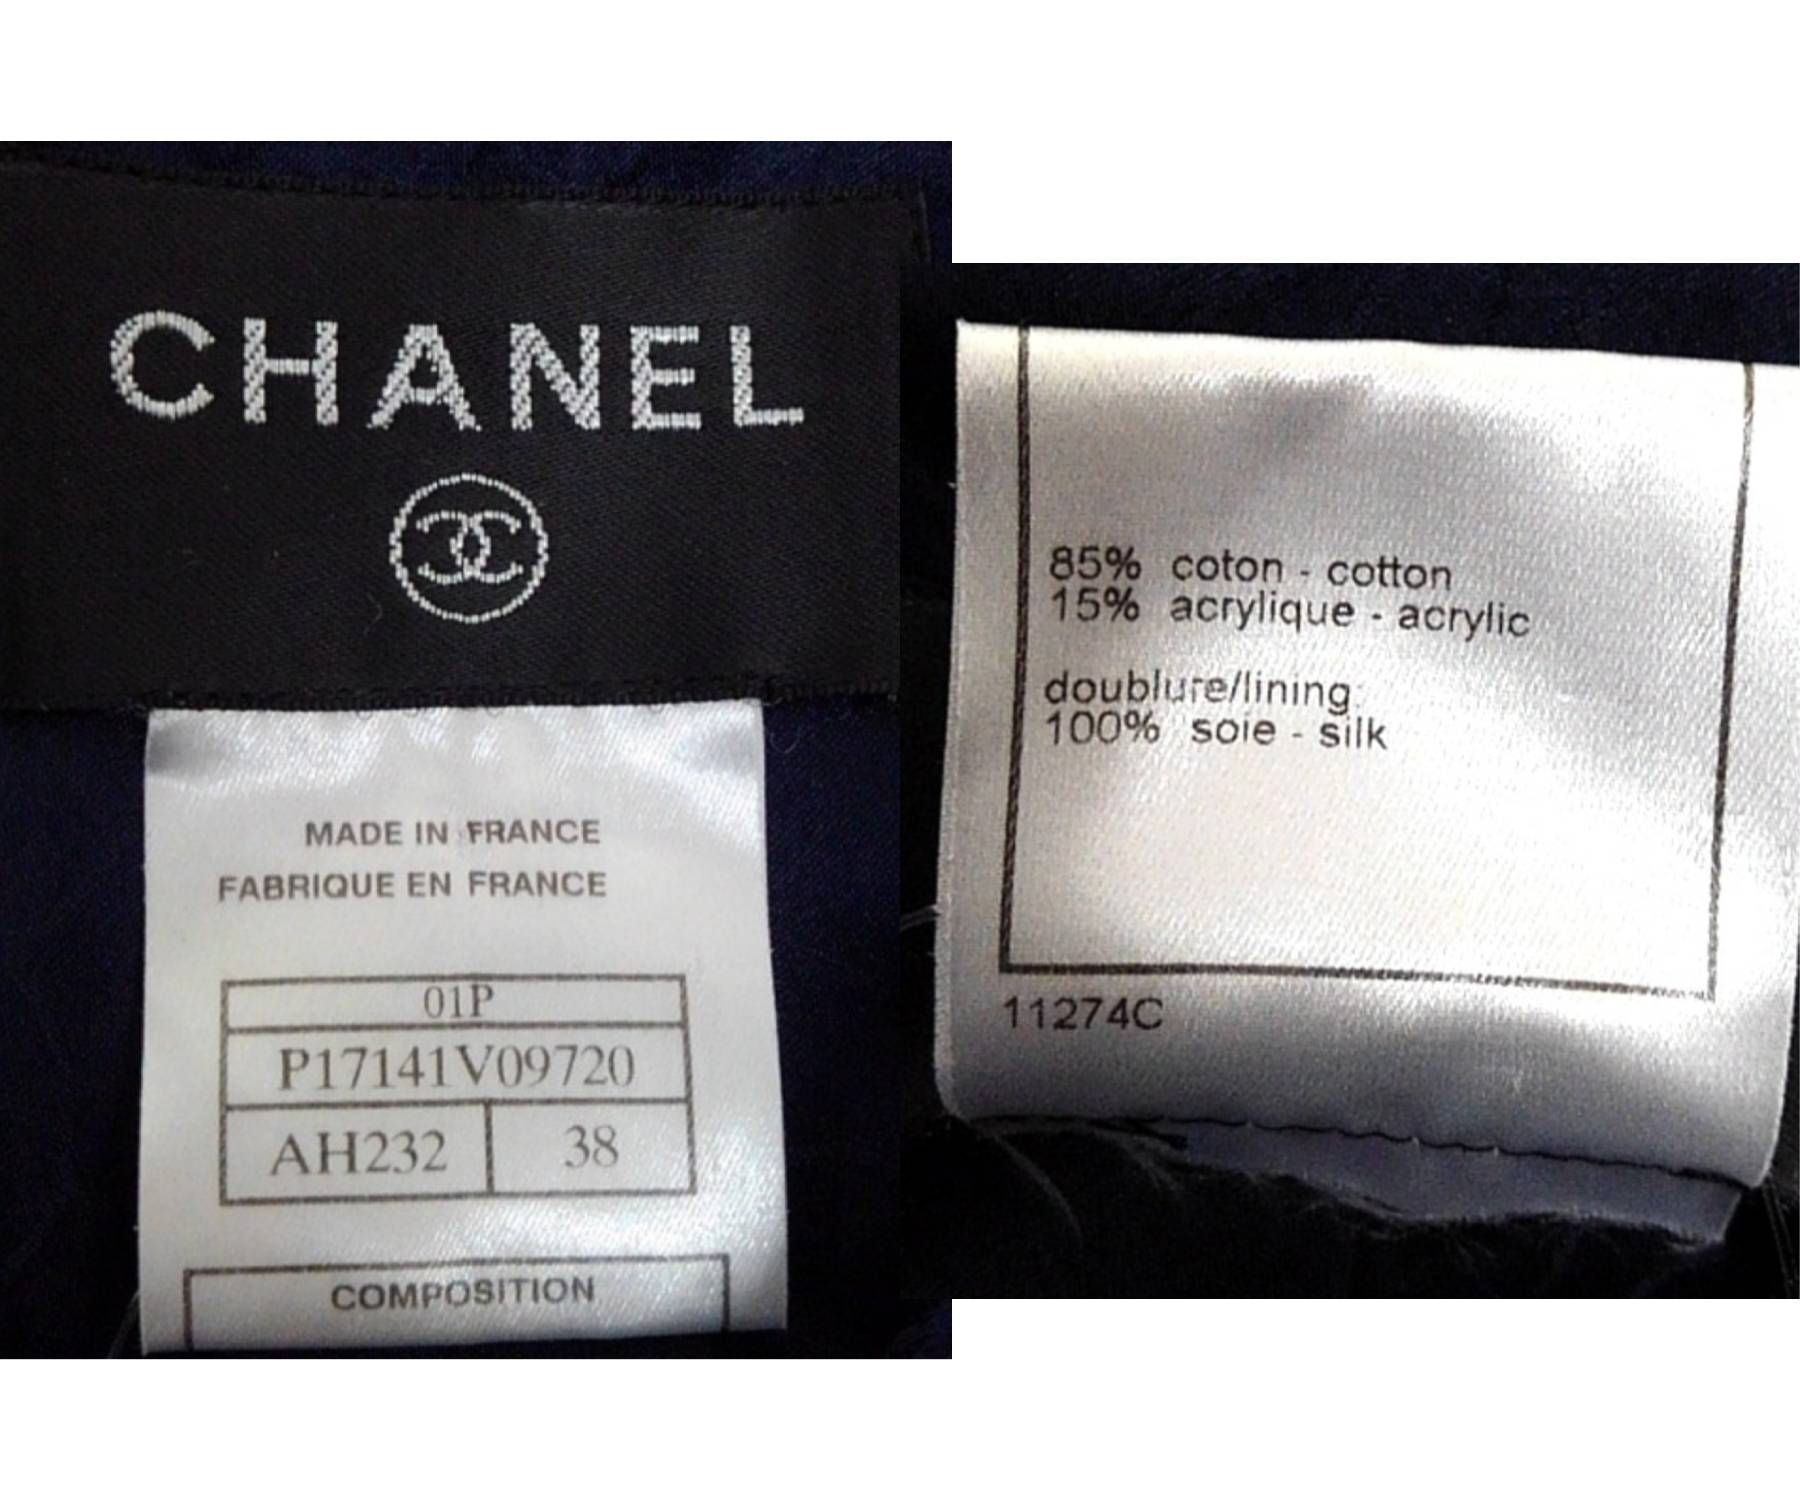 CHANEL
MADE IN FRANCE
FABRIQUE EN FRANCE
01P
P17141V09720
AH232 38
COMPOSITION
85% coton - cotton
15% acrylique - acrylic
doublure/lining:
100% soie - silk
11274C